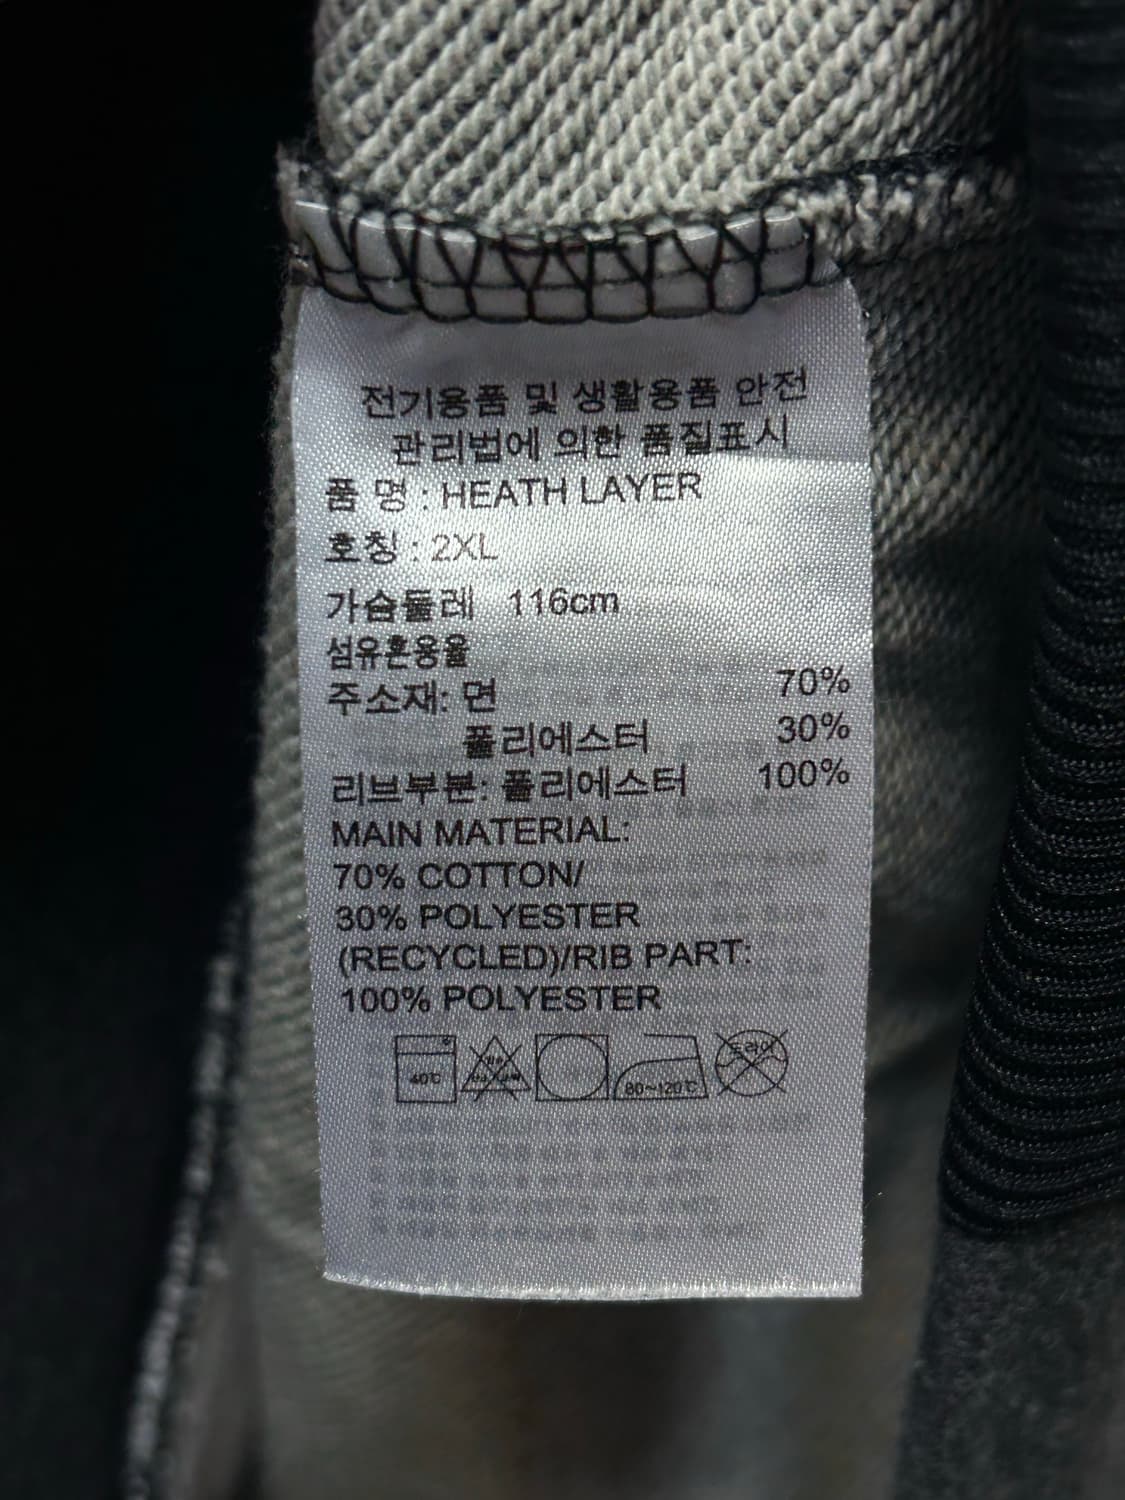 전기용품 및 생활용품 안전
관리법에 의한 품질표시
품 명 : HEATH LAYER
호칭 : 2XL
가슴둘레 116cm
섬유혼용율
주소재: 면 70%
폴리에스터 30%
리브부분: 폴리에스터 100%
MAIN MATERIAL:
70% COTTON/
30% POLYESTER
(RECYCLED)/RIB PART:
100% POLYESTER
40℃ 80~120℃ 드라이